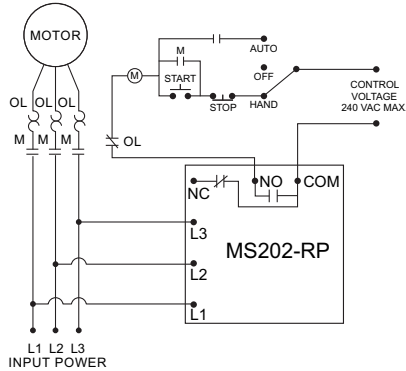 MOTOR
OL OL OL
M M M
M
M
START
STOP
AUTO
OFF
HAND
CONTROL
VOLTAGE
240 VAC MAX
OL
NC
NO
COM
L3
L2
L1
MS202-RP
L1 L2 L3
INPUT POWER